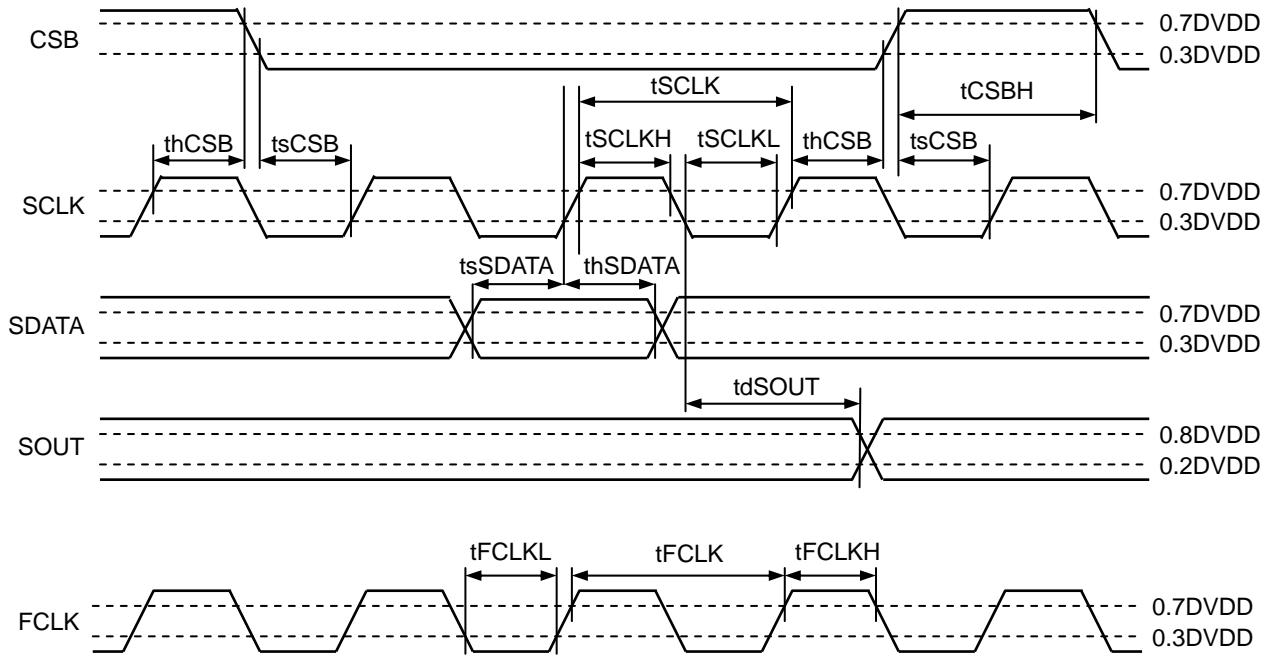 CSB
0.7DVDD
0.3DVDD
tSCLK
tCSBH
thCSB
tsCSB
tSCLKH
tSCLKL
thCSB
tsCSB
SCLK
0.7DVDD
0.3DVDD
tsSDATA
thSDATA
SDATA
0.7DVDD
0.3DVDD
tdSOUT
SOUT
0.8DVDD
0.2DVDD
tFCLKL
tFCLK
tFCLKH
FCLK
0.7DVDD
0.3DVDD